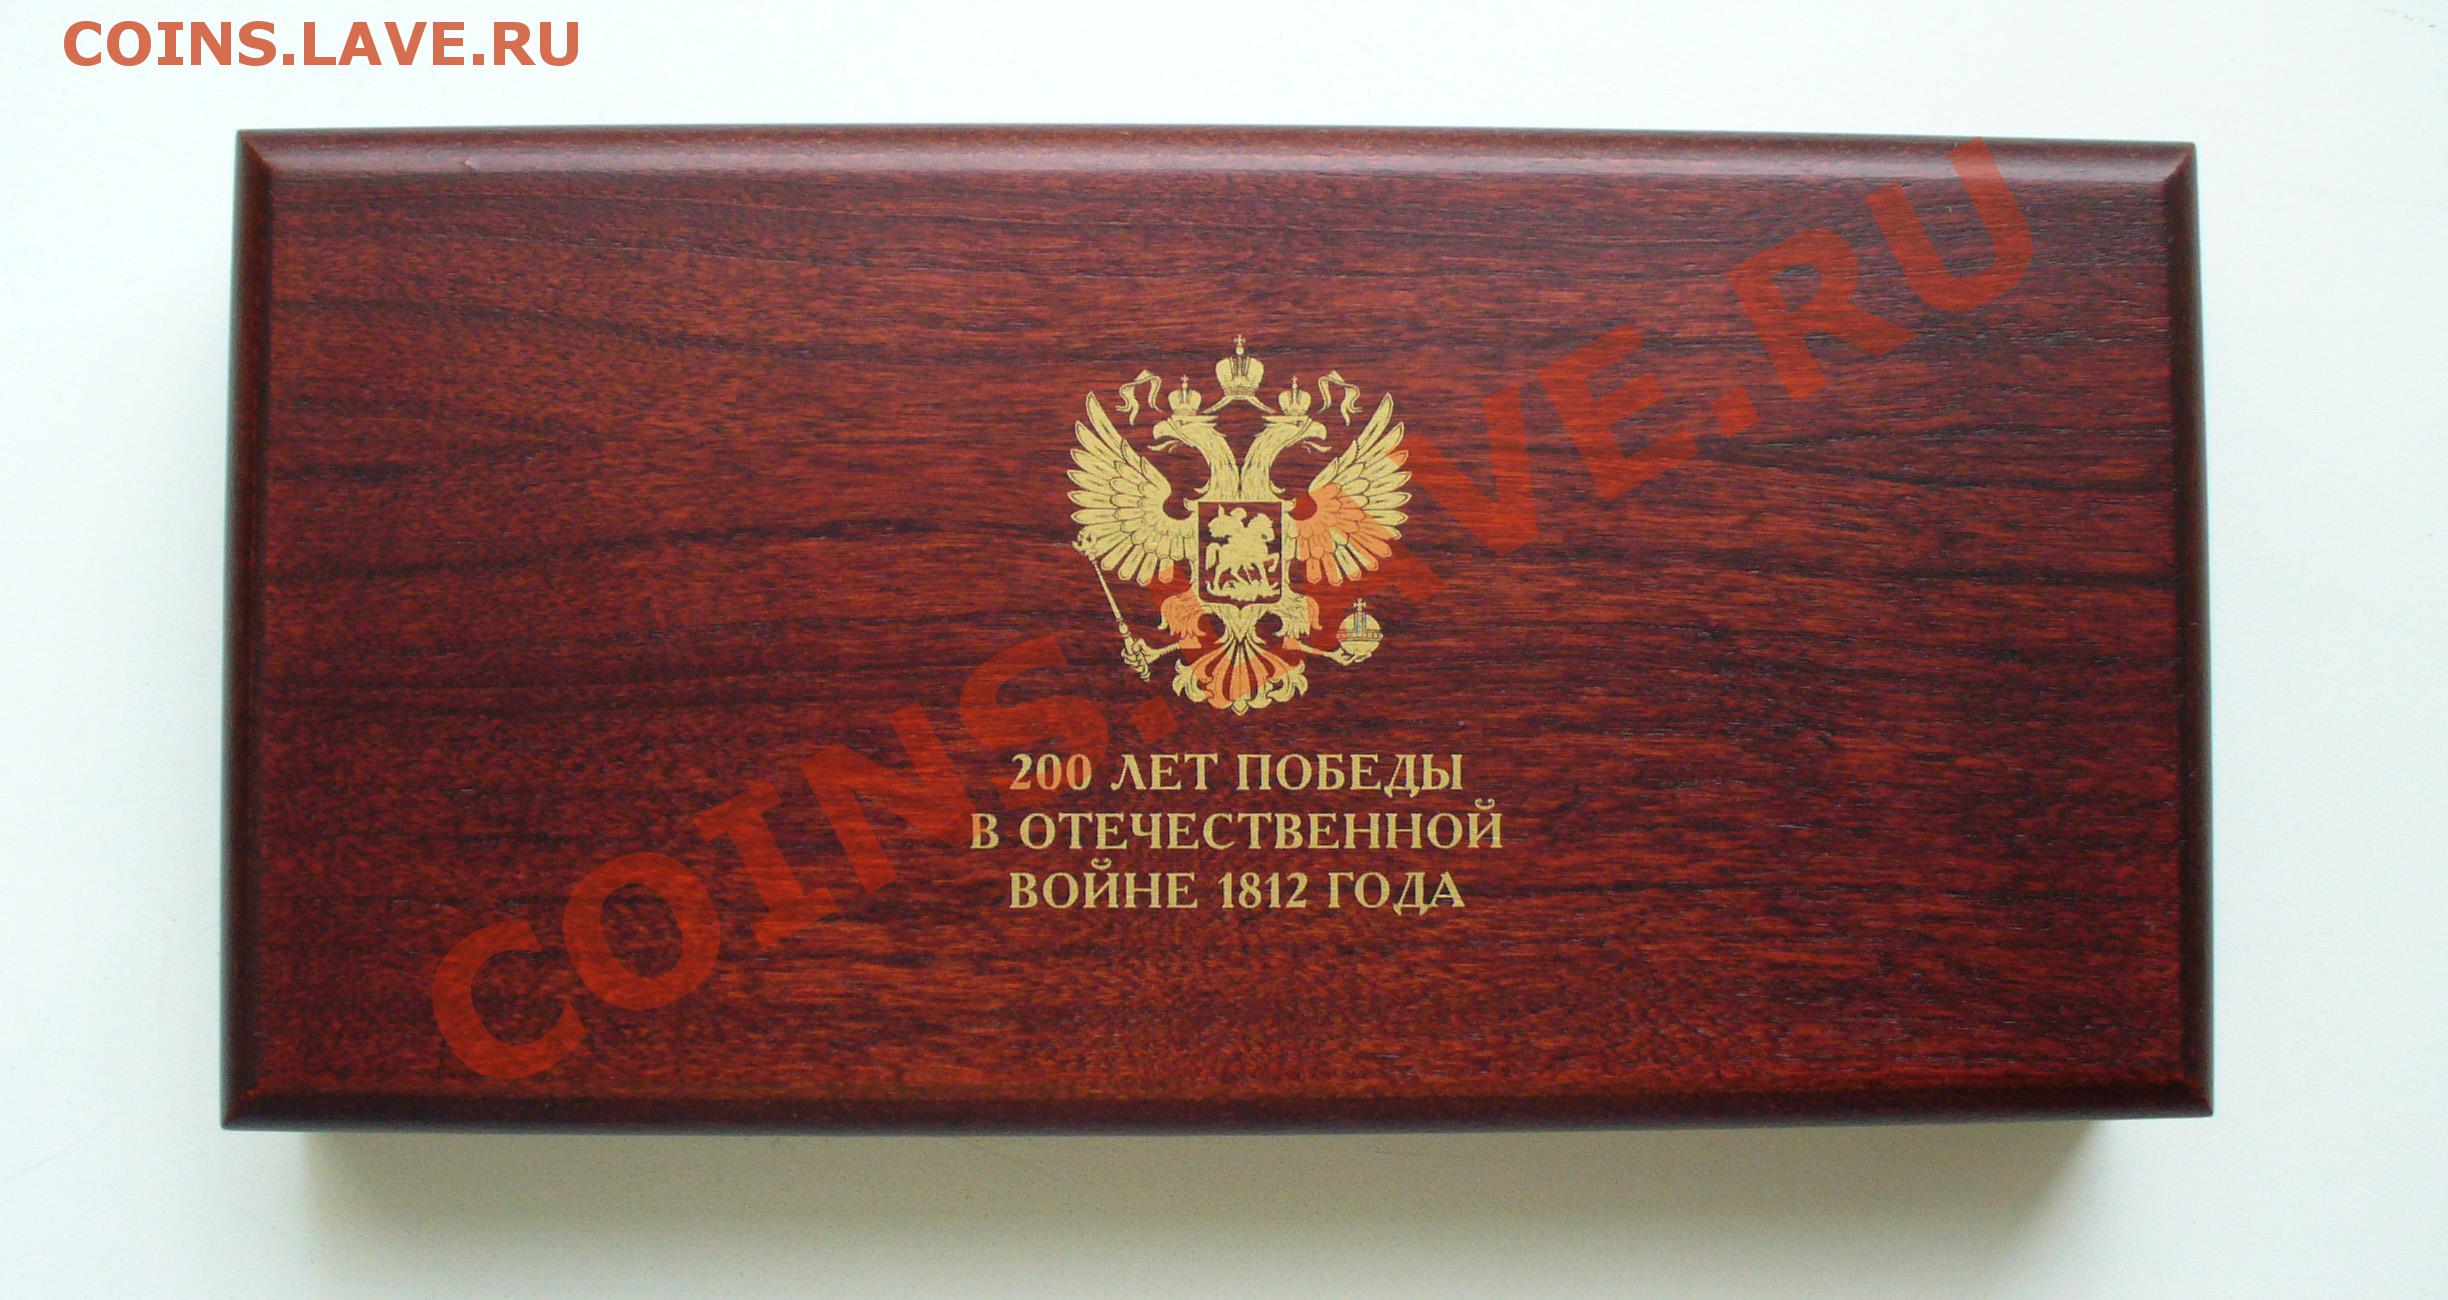 COINS.LAVE.RU
COINS.LAVE.RU
200 ЛЕТ ПОБЕДЫ
В ОТЕЧЕСТВЕННОЙ
ВОЙНЕ 1812 ГОДА